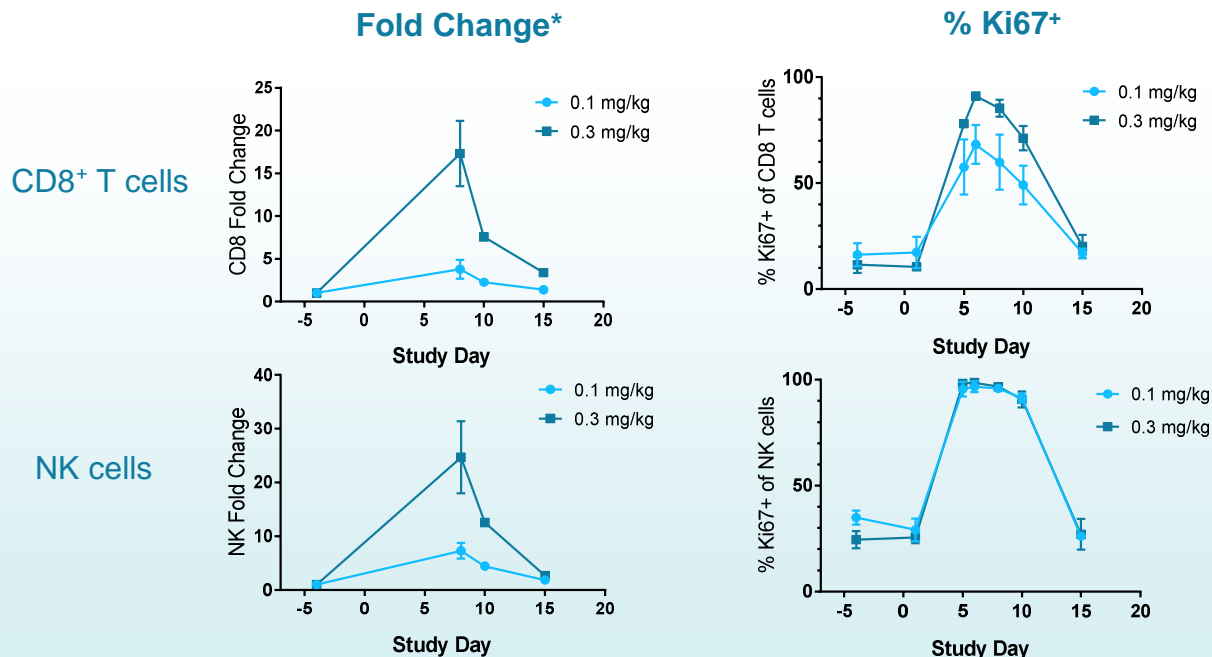 Fold Change*
% Ki67+
CD8+ T cells
CD8 Fold Change
25
20
15
10
5
0
-5 0 5 10 15 20
Study Day
0.1 mg/kg
0.3 mg/kg
% Ki67+ of CD8 T cells
100
50
0
-5 0 5 10 15 20
Study Day
0.1 mg/kg
0.3 mg/kg
NK cells
NK Fold Change
40
30
20
10
0
-5 0 5 10 15 20
Study Day
0.1 mg/kg
0.3 mg/kg
% Ki67+ of NK cells
100
50
0
-5 0 5 10 15 20
Study Day
0.1 mg/kg
0.3 mg/kg